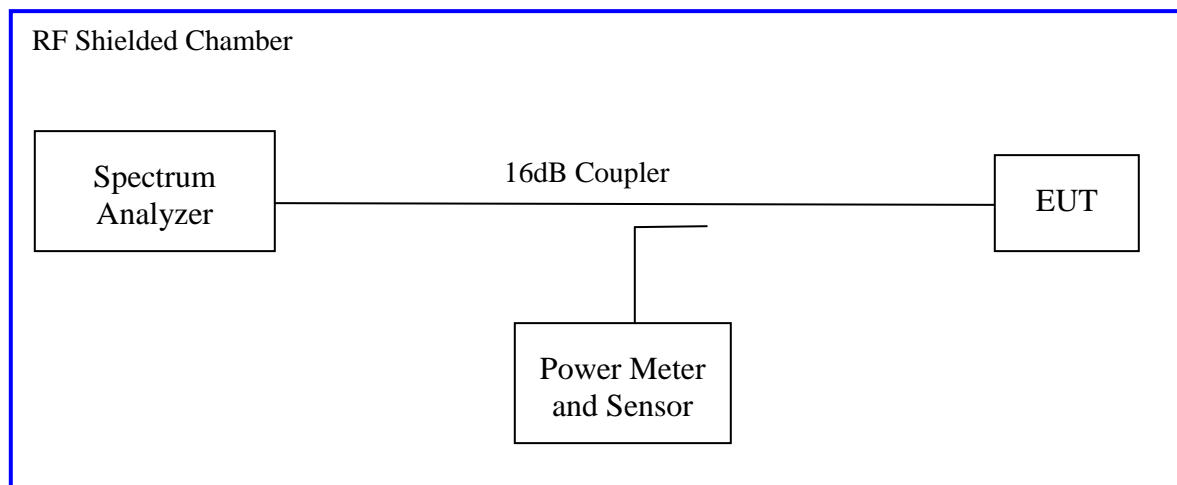 RF Shielded Chamber
16dB Coupler
Spectrum
Analyzer
EUT
Power Meter
and Sensor